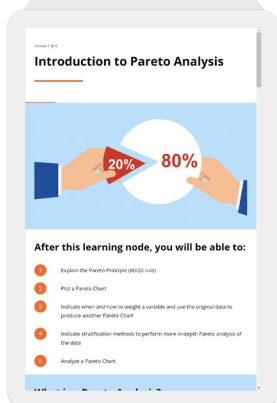 Lesson 1 of 6
Introduction to Pareto Analysis
20%
80%
After this learning node, you will be able to:
1
Explain the Pareto Principle (80/20 rule)
2
Plot a Pareto Chart
3
Indicate when and how to weight a variable and use the original data to
produce another Pareto Chart
4
Indicate stratification methods to perform more in-depth Pareto analysis of
the data
5
Analyze a Pareto Chart